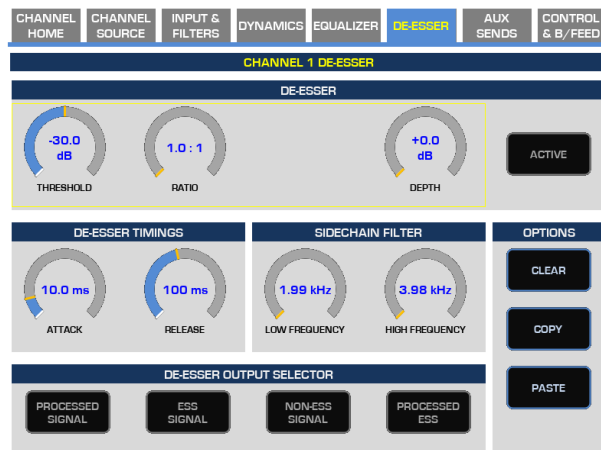 CHANNEL HOME
CHANNEL SOURCE
INPUT & FILTERS
DYNAMICS
EQUALIZER
DE-ESSER
AUX SENDS
CONTROL & B/FEED
CHANNEL 1 DE-ESSER
DE-ESSER
-30.0 dB
THRESHOLD
1.0 : 1
RATIO
+0.0 dB
DEPTH
ACTIVE
DE-ESSER TIMINGS
10.0 ms
ATTACK
100 ms
RELEASE
SIDECHAIN FILTER
1.99 kHz
LOW FREQUENCY
3.98 kHz
HIGH FREQUENCY
OPTIONS
CLEAR
COPY
PASTE
DE-ESSER OUTPUT SELECTOR
PROCESSED SIGNAL
ESS SIGNAL
NON-ESS SIGNAL
PROCESSED ESS